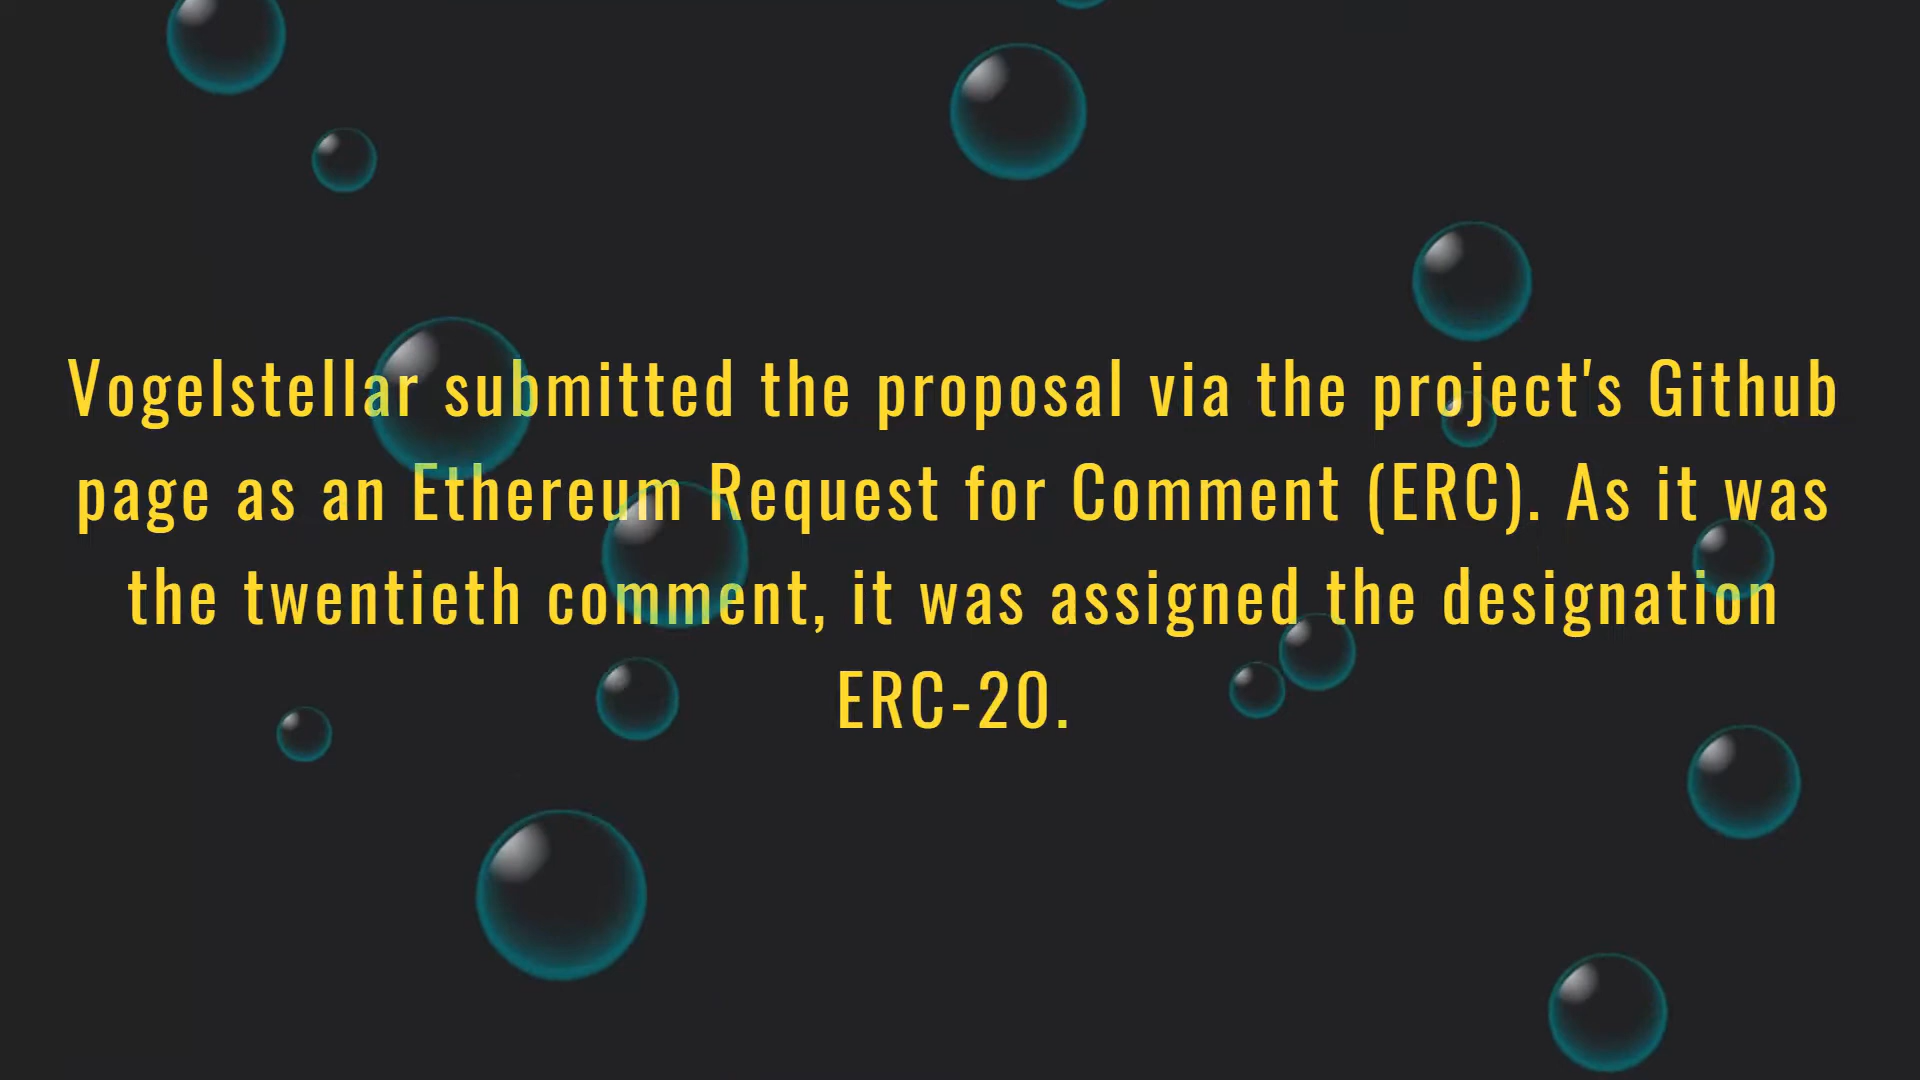 Vogelstellar submitted the proposal via the project's Github
page as an Ethereum Request for Comment (ERC). As it was
the twentieth comment, it was assigned the designation
ERC-20.